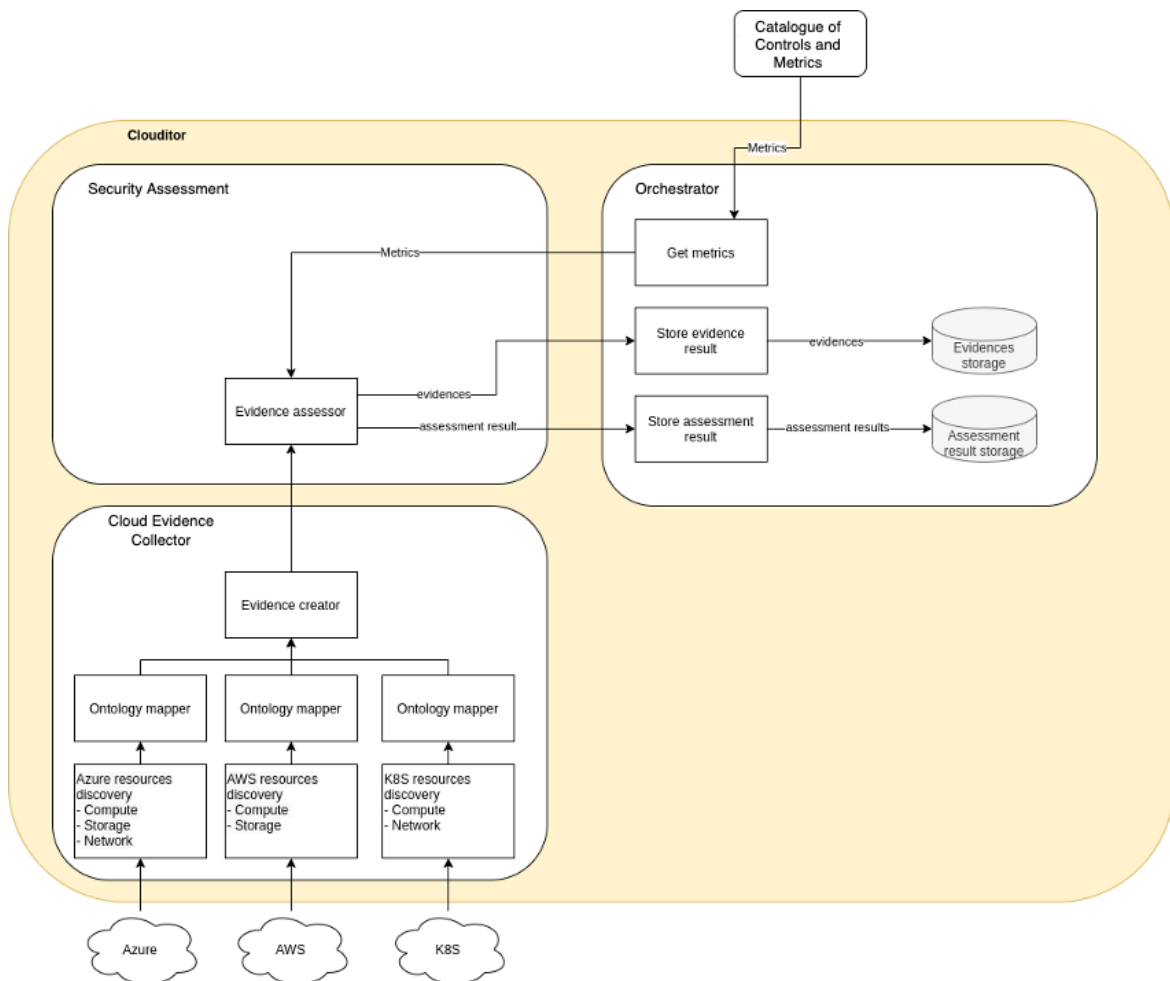 Catalogue of
Controls and
Metrics
Clouditor
Metrics
Security Assessment
Orchestrator
Get metrics
Metrics
Store evidence
result
evidences
Evidences
storage
Evidence assessor
evidences
assessment result
Store assessment
result
assessment results
Assessment
result storage
Cloud Evidence
Collector
Evidence creator
Ontology mapper
Ontology mapper
Ontology mapper
Azure resources
discovery
- Compute
- Storage
- Network
AWS resources
discovery
- Compute
- Storage
K8S resources
discovery
- Compute
- Network
Azure
AWS
K8S